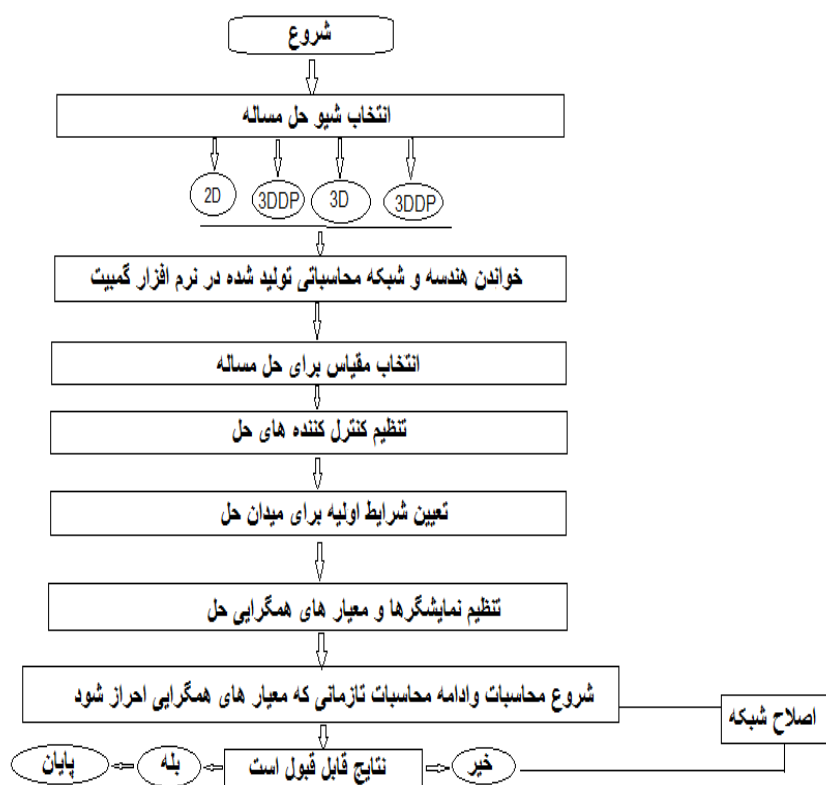 شروع
انتخاب شیو حل مساله
2D
3DDP
3D
3DDP
خواندن هندسه و شبکه محاسباتی تولید شده در نرم افزار گمبیت
انتخاب مقیاس برای حل مساله
تنظیم کنترل کننده های حل
تعیین شرایط اولیه برای میدان حل
تنظیم نمایشگرها و معیار های همگرایی حل
شروع محاسبات وادامه محاسبات تازمانی که معیار های همگرایی احراز شود
اصلاح شبکه
خیر
نتایج قابل قبول است
بله
پایان